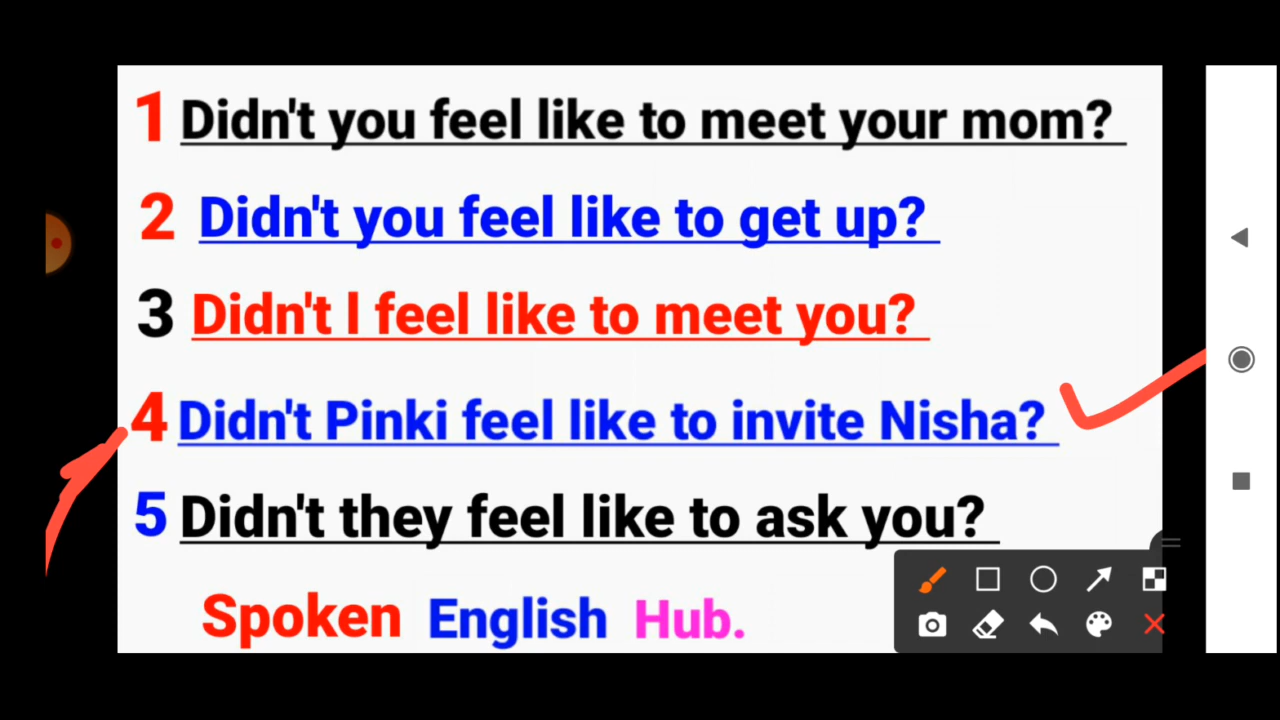 1 Didn't you feel like to meet your mom?
2 Didn't you feel like to get up?
3 Didn't l feel like to meet you?
4 Didn't Pinki feel like to invite Nisha?
5 Didn't they feel like to ask you?
Spoken English Hub.